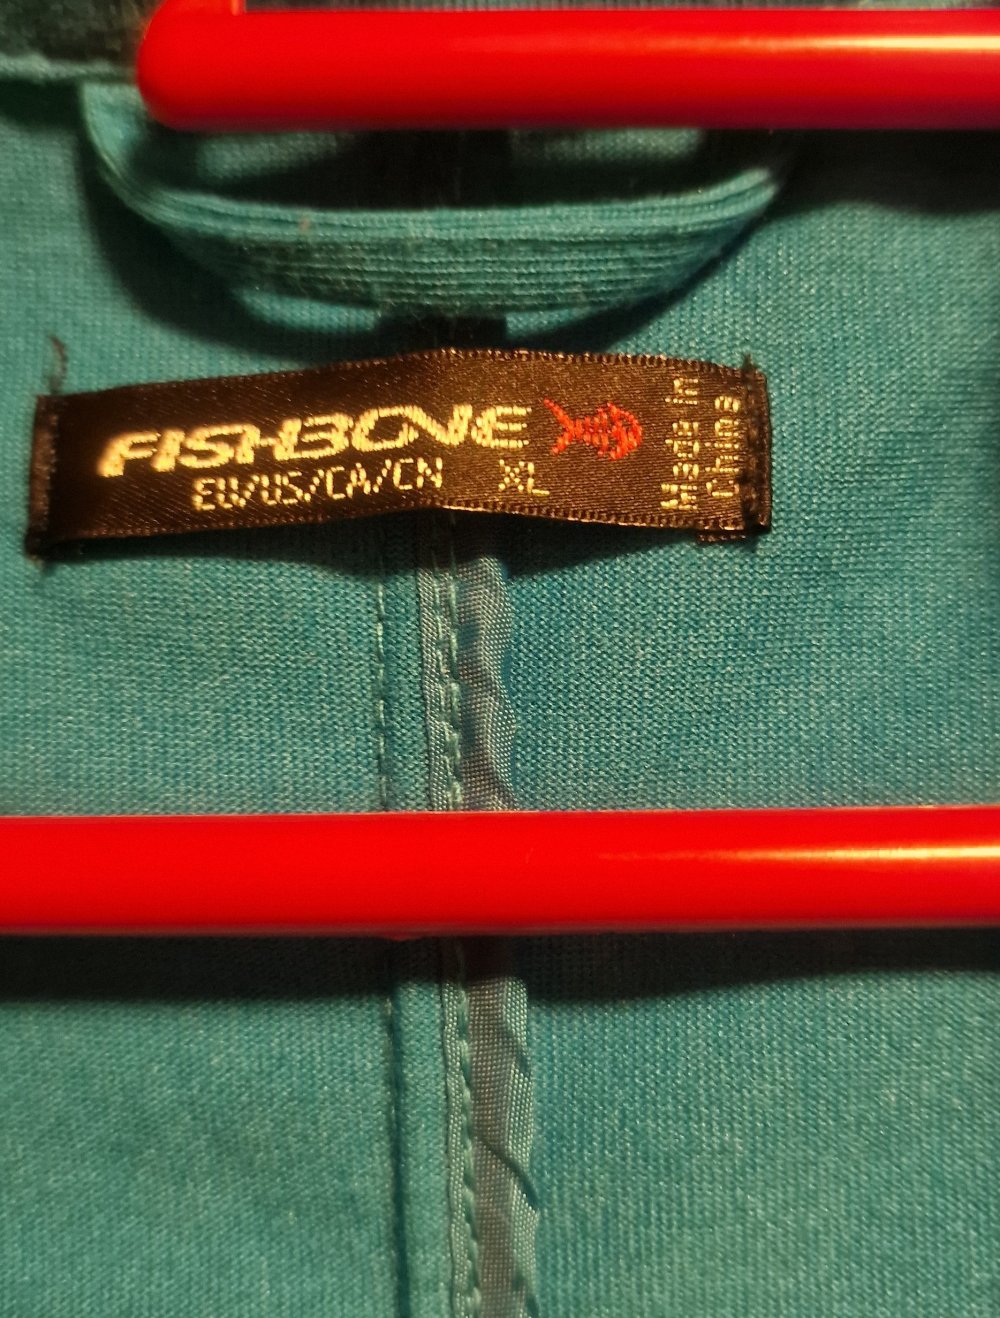 FISHBONE
EU/US/CA/CN XL
Made in
China